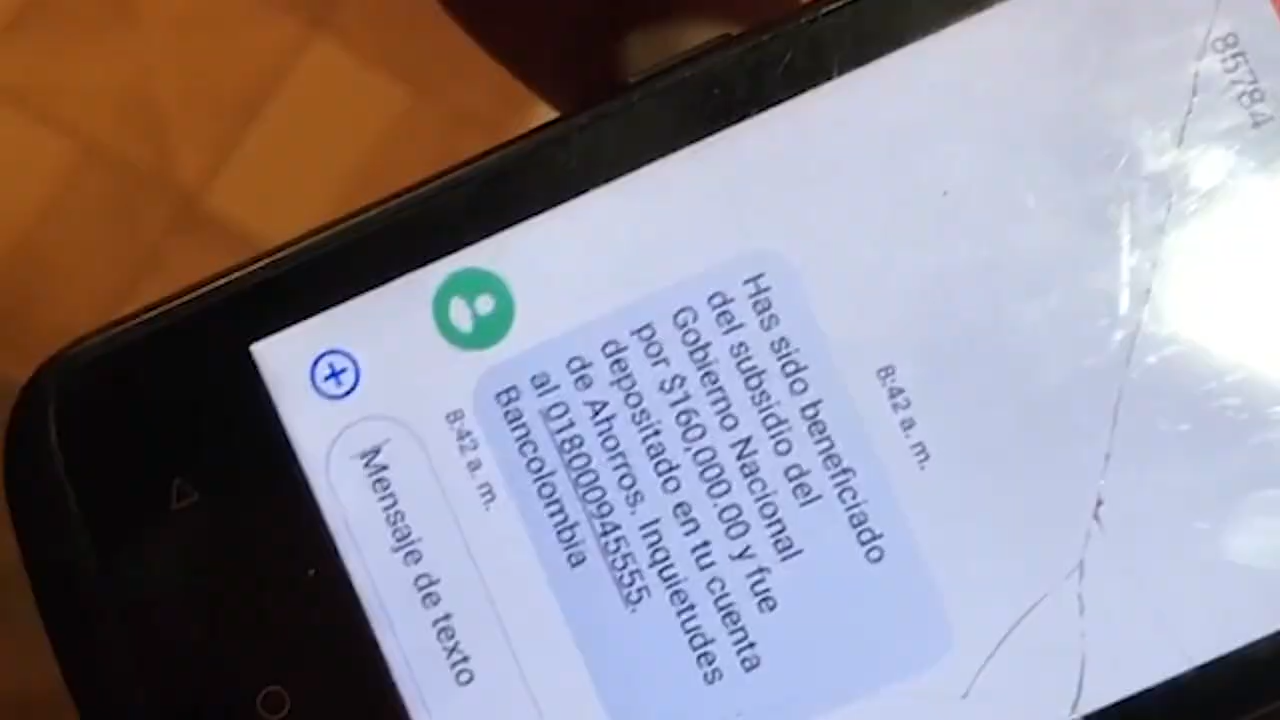 85784
8:42 a. m.
Has sido beneficiado
del subsidio del
Gobierno Nacional
por $160,000.00 y fue
depositado en tu cuenta
de Ahorros. Inquietudes
al 018000945555.
Bancolombia
8:42 a. m.
Mensaje de texto